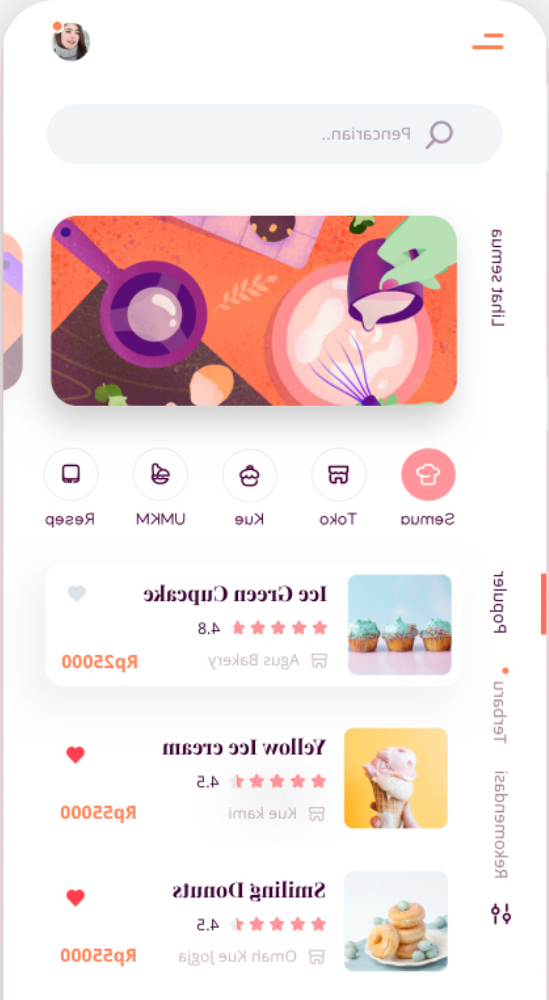 Pencarian..
Lihat semua
Semua
Toko
Kue
UMKM
Resep
Populer
Terbaru
Rekomendasi
Ice Green Cupcake
4.8
Agus Bakery
Rp25000
Yellow Ice cream
4.5
Kue kami
Rp55000
Smiling Donuts
4.5
Omah Kue Jogja
Rp55000